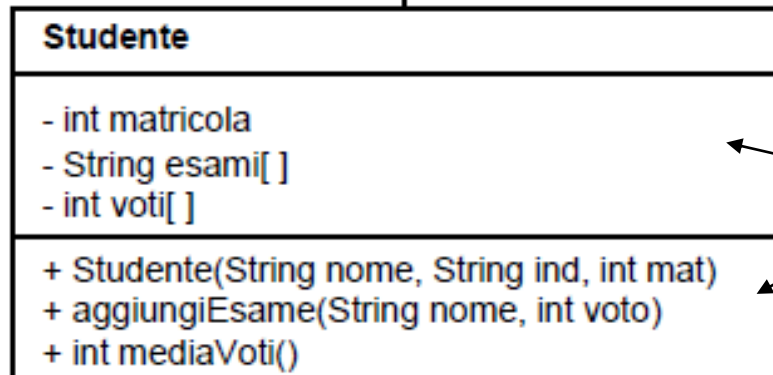 Studente
- int matricola
- String esami[ ]
- int voti[ ]
+ Studente(String nome, String ind, int mat)
+ aggiungiEsame(String nome, int voto)
+ int mediaVoti()